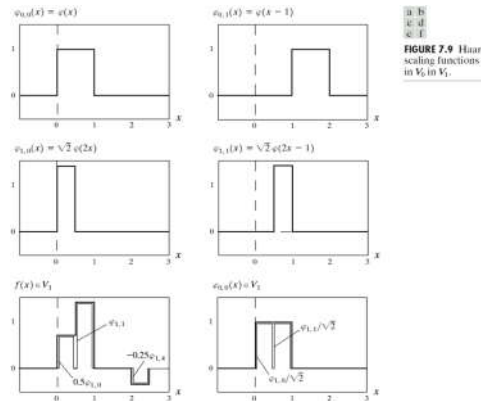 φ0,0(x) = φ(x)
φ0,1(x) = φ(x − 1)
1
0
0 1 2 3
x
1
0
0 1 2 3
x
φ1,0(x) = √2 φ(2x)
φ1,1(x) = √2 φ(2x − 1)
1
0
0 1 2 3
x
1
0
0 1 2 3
x
f(x) ∈ V1
φ0,0(x) ∈ V1
1
0
φ1,1
−0.25φ1,4
0.5φ1,0
0 1 2 3
x
1
0
φ1,1/√2
φ1,0/√2
0 1 2 3
x
a b
c d
e f
FIGURE 7.9 Haar
scaling functions
in V0 in V1.